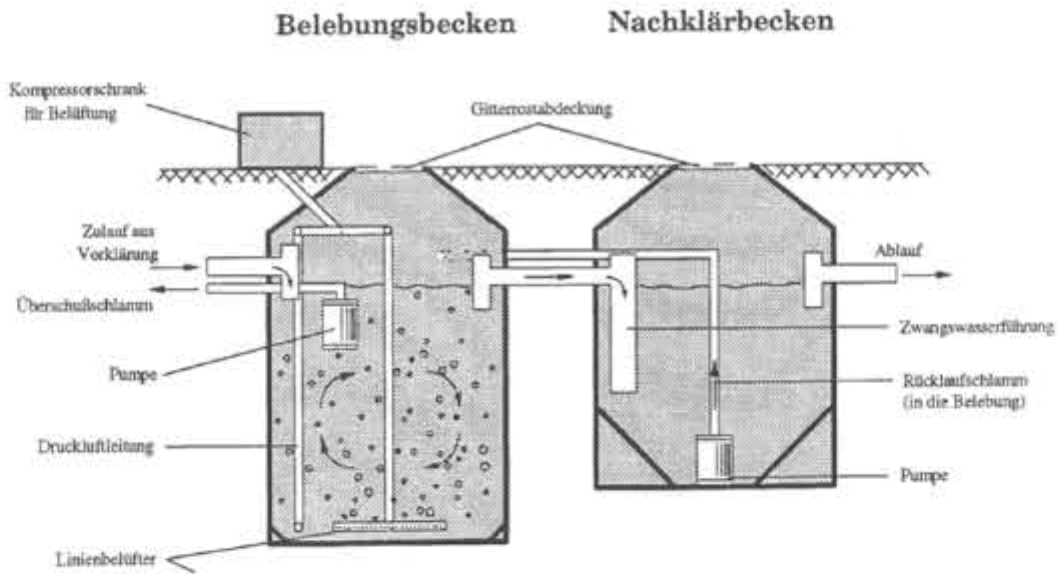 Belebungsbecken
Nachklärbecken
Kompressorschrank
für Belüftung
Gitterrostabdeckung
Zulauf aus
Vorklärung
Ablauf
Überschußschlamm
Zwangswasserführung
Pumpe
Rücklaufschlamm
(in die Belebung)
Druckluftleitung
Pumpe
Linienbelüfter